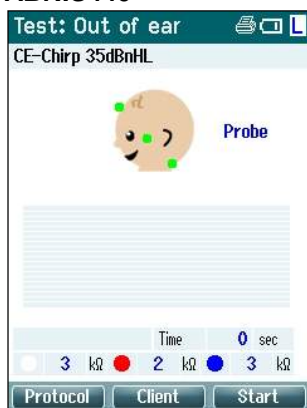 Test: Out of ear L
CE-Chirp 35dBnHL
Probe
Time 0 sec
3 kΩ 2 kΩ 3 kΩ
Protocol Client Start